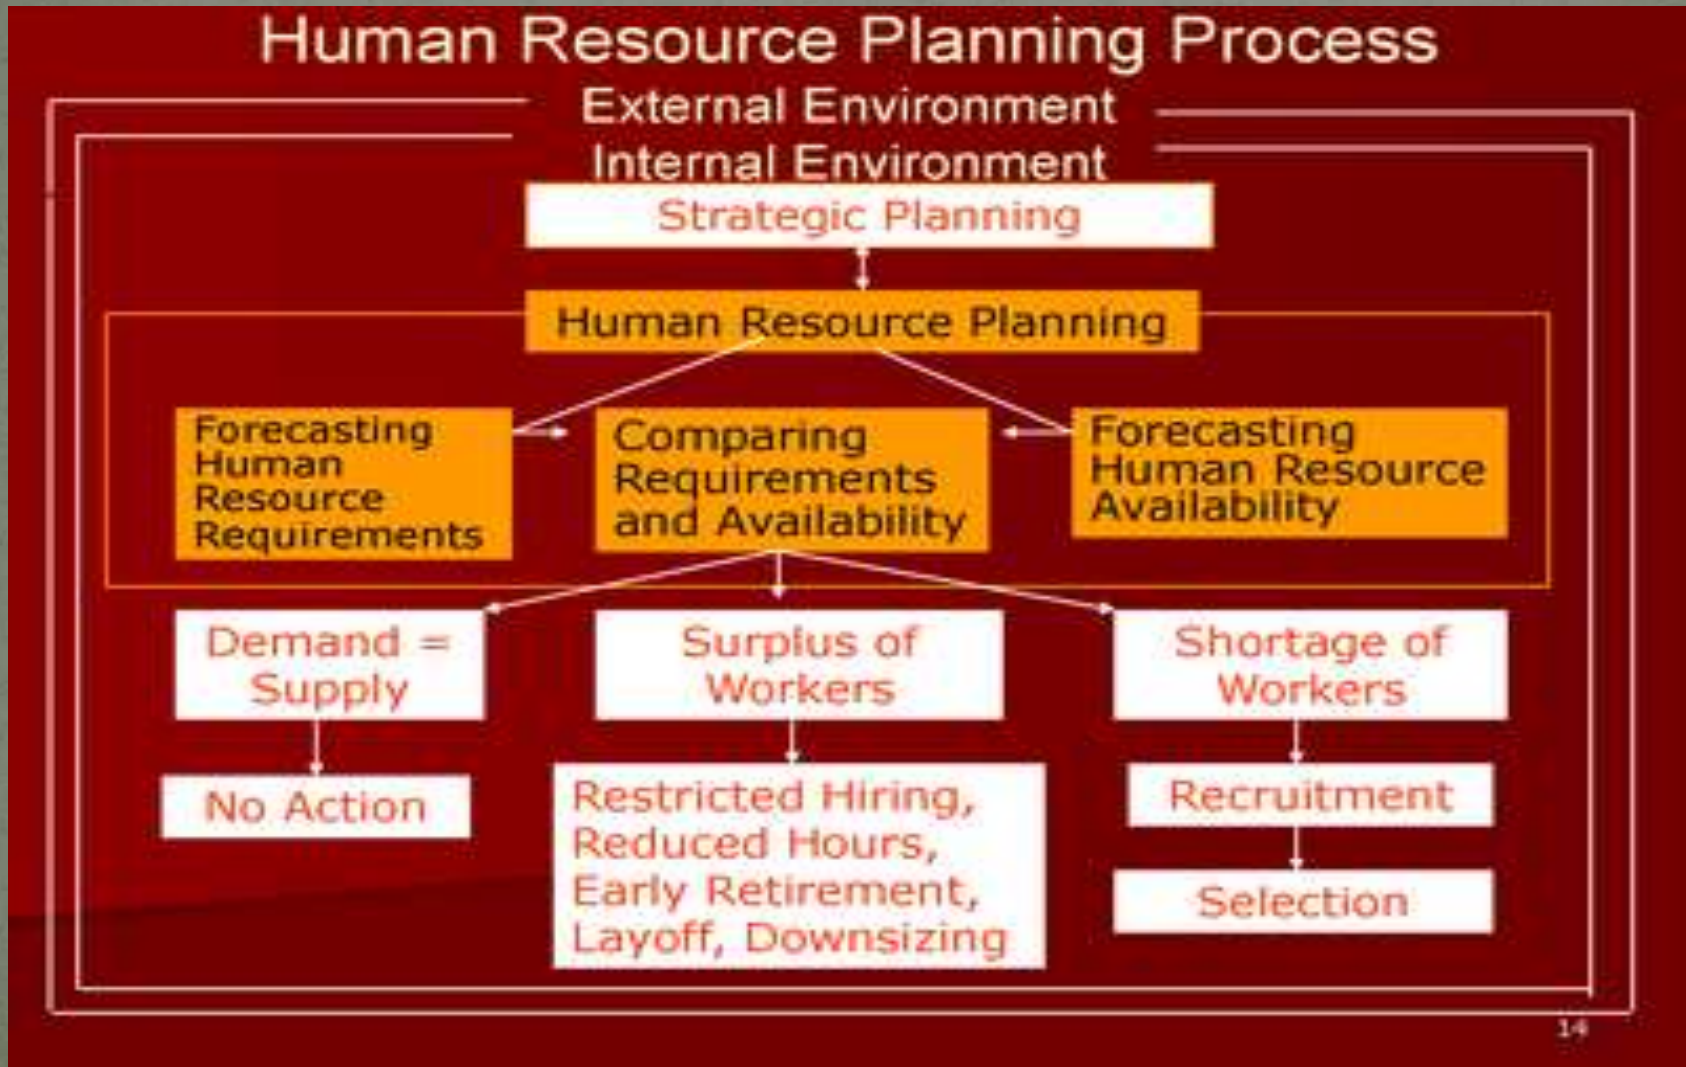 Human Resource Planning Process
External Environment
Internal Environment
Strategic Planning
Human Resource Planning
Forecasting
Human
Resource
Requirements
Comparing
Requirements
and Availability
Forecasting
Human Resource
Availability
Demand =
Supply
Surplus of
Workers
Shortage of
Workers
No Action
Restricted Hiring,
Reduced Hours,
Early Retirement,
Layoff, Downsizing
Recruitment
Selection
14